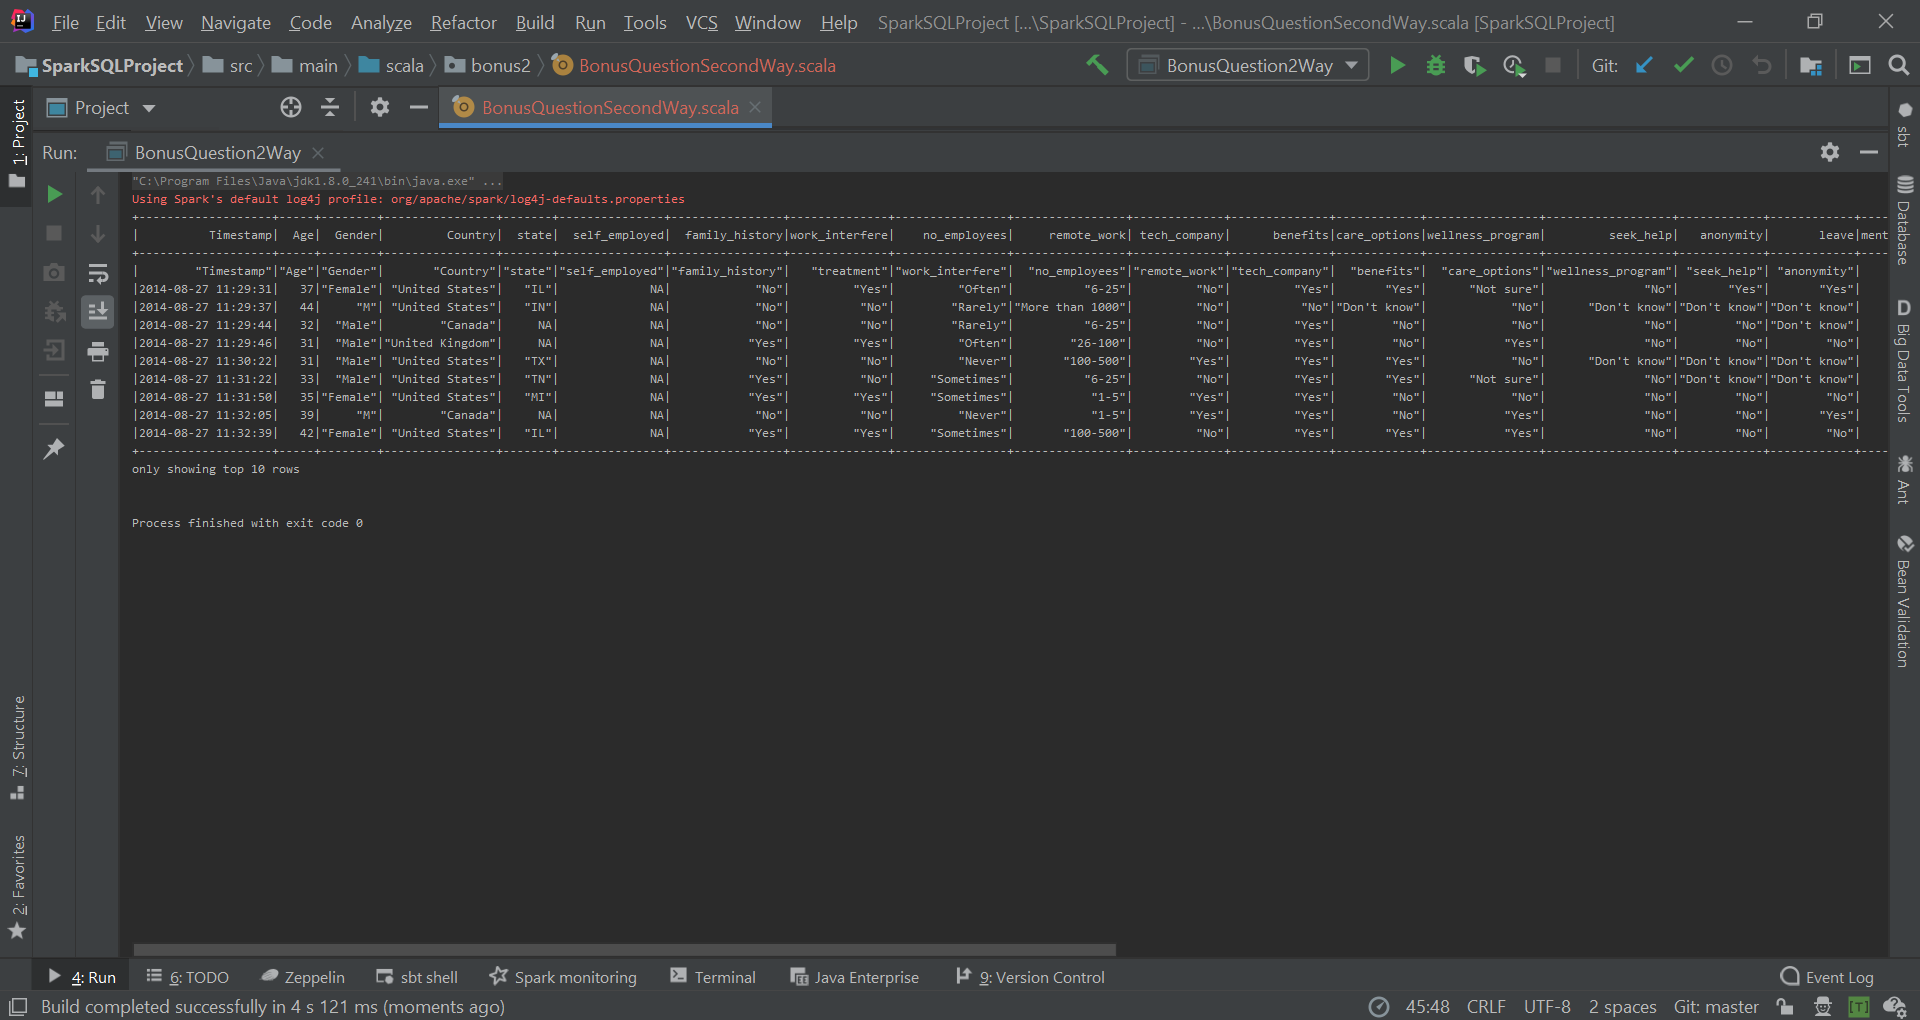 File Edit View Navigate Code Analyze Refactor Build Run Tools VCS Window Help SparkSQLProject [...\SparkSQLProject] - ...\BonusQuestionSecondWay.scala [SparkSQLProject]
SparkSQLProject src main scala bonus2 BonusQuestionSecondWay.scala BonusQuestion2Way Git:
Project BonusQuestionSecondWay.scala
Run: BonusQuestion2Way
"C:\Program Files\Java\jdk1.8.0_241\bin\java.exe" ...
Using Spark's default log4j profile: org/apache/spark/log4j-defaults.properties
| Timestamp| Age| Gender| Country| state| self_employed| family_history|work_interfere| no_employees| remote_work| tech_company| benefits|care_options|wellness_program| seek_help| anonymity| leave|ment
| "Timestamp"|"Age"|"Gender"| "Country"|"state"|"self_employed"|"family_history"| "treatment"|"work_interfere"| "no_employees"|"remote_work"|"tech_company"| "benefits"| "care_options"|"wellness_program"| "seek_help"| "anonymity"|
|2014-08-27 11:29:31| 37|"Female"| "United States"| "IL"| NA| "No"| "Yes"| "Often"| "6-25"| "No"| "Yes"| "Yes"| "Not sure"| "No"| "Yes"| "Yes"|
|2014-08-27 11:29:37| 44| "M"| "United States"| "IN"| NA| "No"| "No"| "Rarely"|"More than 1000"| "No"| "No"|"Don't know"| "No"| "Don't know"|"Don't know"|"Don't know"|
|2014-08-27 11:29:44| 32| "Male"| "Canada"| NA| NA| "No"| "No"| "Rarely"| "6-25"| "No"| "Yes"| "No"| "No"| "No"| "No"|"Don't know"|
|2014-08-27 11:29:46| 31| "Male"|"United Kingdom"| NA| NA| "Yes"| "Yes"| "Often"| "26-100"| "No"| "Yes"| "No"| "Yes"| "No"| "No"| "No"|
|2014-08-27 11:30:22| 31| "Male"| "United States"| "TX"| NA| "No"| "No"| "Never"| "100-500"| "Yes"| "Yes"| "Yes"| "No"| "Don't know"|"Don't know"|"Don't know"|
|2014-08-27 11:31:22| 33| "Male"| "United States"| "TN"| NA| "Yes"| "No"| "Sometimes"| "6-25"| "No"| "Yes"| "Yes"| "Not sure"| "No"|"Don't know"|"Don't know"|
|2014-08-27 11:31:50| 35|"Female"| "United States"| "MI"| NA| "Yes"| "Yes"| "Sometimes"| "1-5"| "Yes"| "Yes"| "No"| "No"| "No"| "No"| "No"|
|2014-08-27 11:32:05| 39| "M"| "Canada"| NA| NA| "No"| "No"| "Never"| "1-5"| "Yes"| "Yes"| "No"| "Yes"| "No"| "No"| "Yes"|
|2014-08-27 11:32:39| 42|"Female"| "United States"| "IL"| NA| "Yes"| "Yes"| "Sometimes"| "100-500"| "No"| "Yes"| "Yes"| "Yes"| "No"| "No"| "No"|
only showing top 10 rows
Process finished with exit code 0
1: Project
7: Structure
2: Favorites
sbt
Database
D
Big Data Tools
Ant
Bean Validation
4: Run 6: TODO Zeppelin sbt shell Spark monitoring Terminal Java Enterprise 9: Version Control Event Log
Build completed successfully in 4 s 121 ms (moments ago) 45:48 CRLF UTF-8 2 spaces Git: master [T]